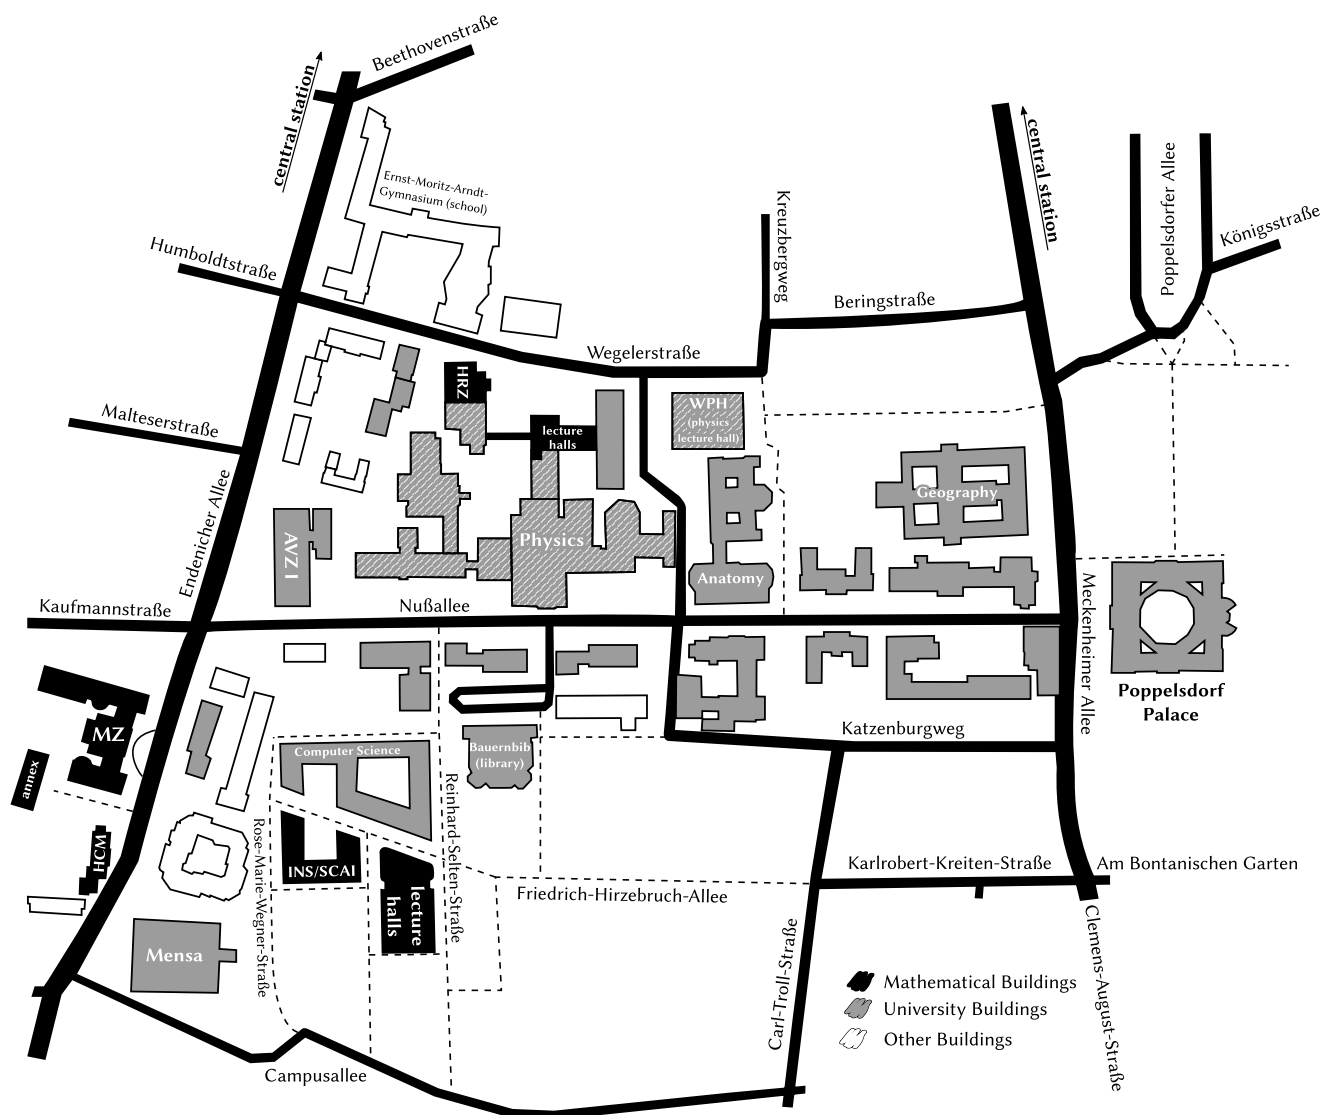 Beethovenstraße
central station
central station
Poppelsdorfer Allee
Königsstraße
Ernst-Moritz-Arndt-
Gymnasium (school)
Kreuzbergweg
Humboldtstraße
Beringstraße
Wegelerstraße
HRZ
Malteserstraße
WPH
(physics
lecture hall)
lecture
halls
Endenicher Allee
Geography
AVZ I
Physics
Anatomy
Kaufmannstraße
Nußallee
Meckenheimer Allee
Poppelsdorf
Palace
MZ
Katzenburgweg
Computer Science
Bauernbib
(library)
annex
Reinhard-Selten-Straße
Rose-Marie-Wegner-Straße
HCM
INS/SCAI
Karlrobert-Kreiten-Straße
Am Bontanischen Garten
lecture
halls
Friedrich-Hirzebruch-Allee
Mensa
Carl-Troll-Straße
Clemens-August-Straße
Mathematical Buildings
University Buildings
Other Buildings
Campusallee